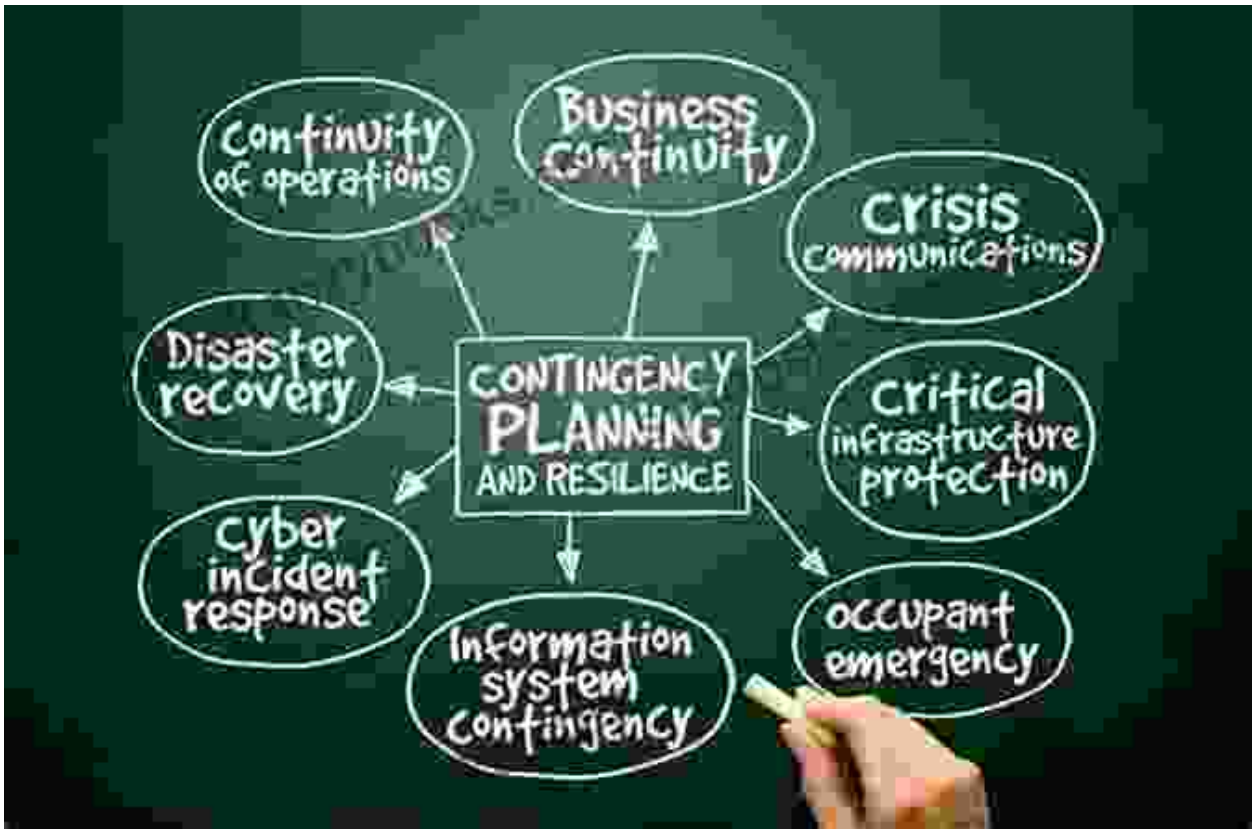 Continuity
of operations
Business
continuity
Crisis
communications
Disaster
recovery
CONTINGENCY
PLANNING
AND RESILIENCE
Critical
infrastructure
protection
Cyber
incident
response
Information
system
contingency
Occupant
emergency